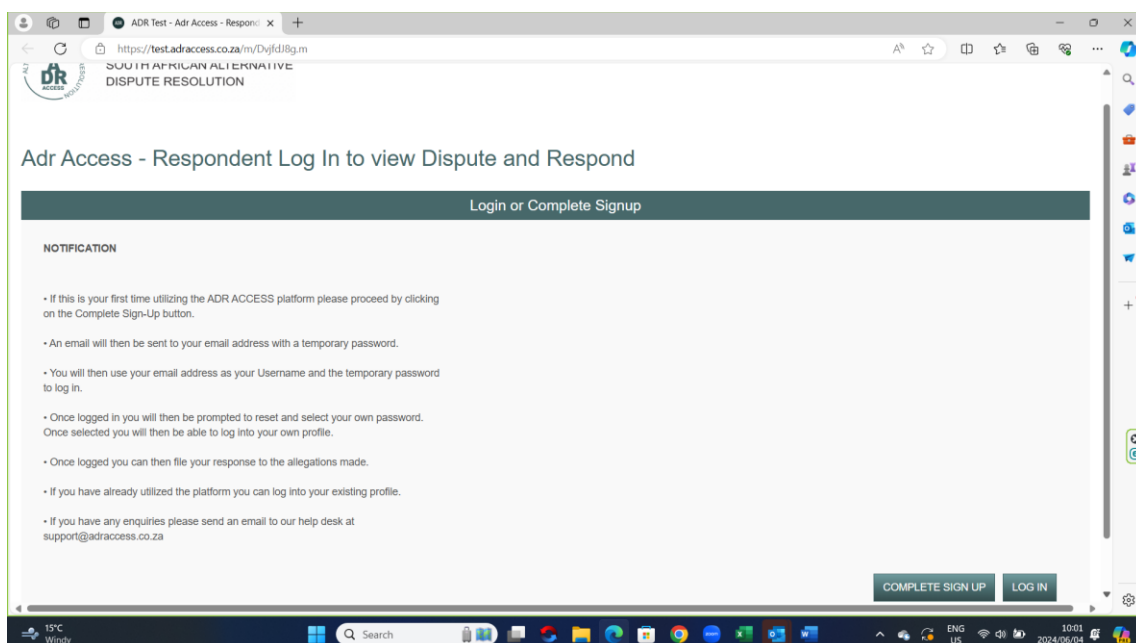 ADR Test - Adr Access - Respond
https://test.adraccess.co.za/m/DvjfdJ8g.m
ADR
ACCESS
RESOLUTION
SOUTH AFRICAN ALTERNATIVE
DISPUTE RESOLUTION
Adr Access - Respondent Log In to view Dispute and Respond
Login or Complete Signup
NOTIFICATION
• If this is your first time utilizing the ADR ACCESS platform please proceed by clicking
on the Complete Sign-Up button.
• An email will then be sent to your email address with a temporary password.
• You will then use your email address as your Username and the temporary password
to log in.
• Once logged in you will then be prompted to reset and select your own password.
Once selected you will then be able to log into your own profile.
• Once logged you can then file your response to the allegations made.
• If you have already utilized the platform you can log into your existing profile.
• If you have any enquiries please send an email to our help desk at
support@adraccess.co.za
COMPLETE SIGN UP LOG IN
15°C
Windy
Search
ENG
US
10:01
2024/06/04